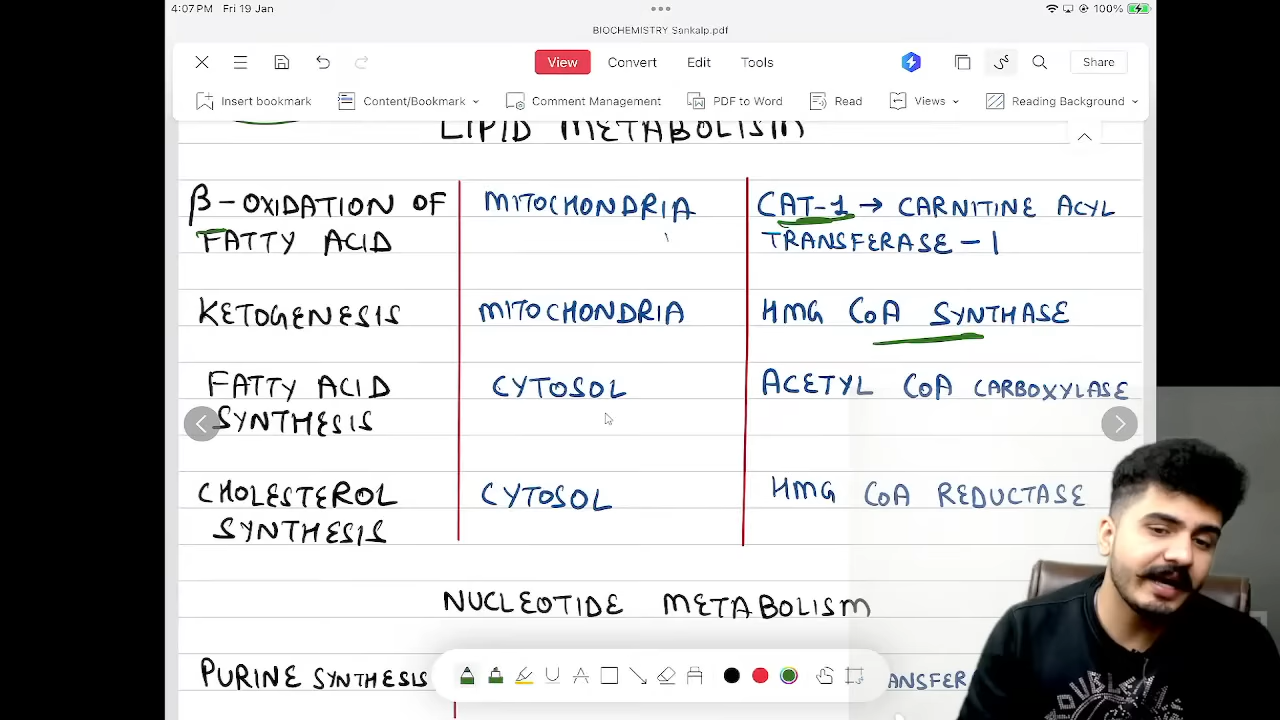 4:07 PM Fri 19 Jan
100%
BIOCHEMISTRY Sankalp.pdf
View Convert Edit Tools Share
Insert bookmark Content/Bookmark Comment Management PDF to Word Read Views Reading Background
LIPID METABOLISM
β-OXIDATION OF MITOCHONDRIA CAT-1 → CARNITINE ACYL
FATTY ACID TRANSFERASE-1
KETOGENESIS MITOCHONDRIA HMG CoA SYNTHASE
FATTY ACID CYTOSOL ACETYL CoA CARBOXYLASE
SYNTHESIS
CHOLESTEROL CYTOSOL HMG CoA REDUCTASE
SYNTHESIS
NUCLEOTIDE METABOLISM
PURINE SYNTHESIS